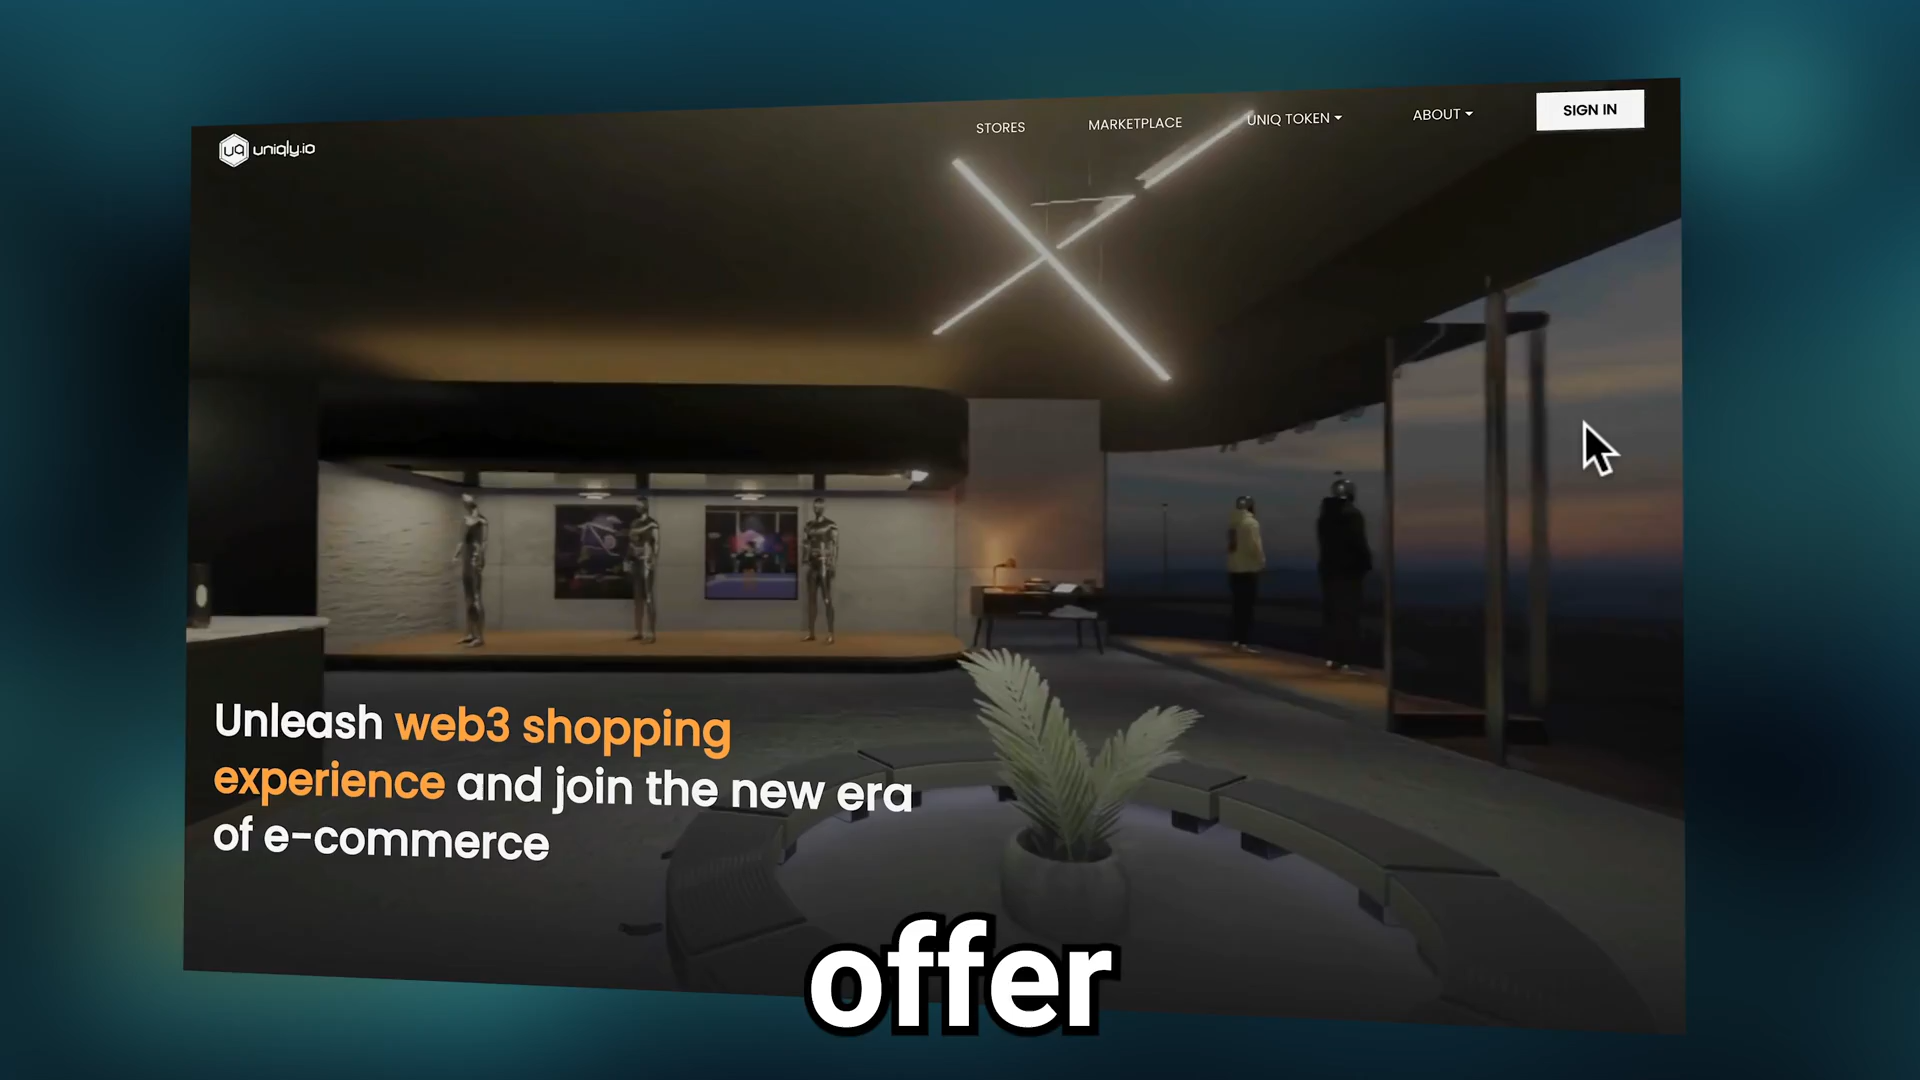 uq uniqly.io
STORES
MARKETPLACE
UNIQ TOKEN
ABOUT
SIGN IN
Unleash web3 shopping
experience and join the new era
of e-commerce
offer